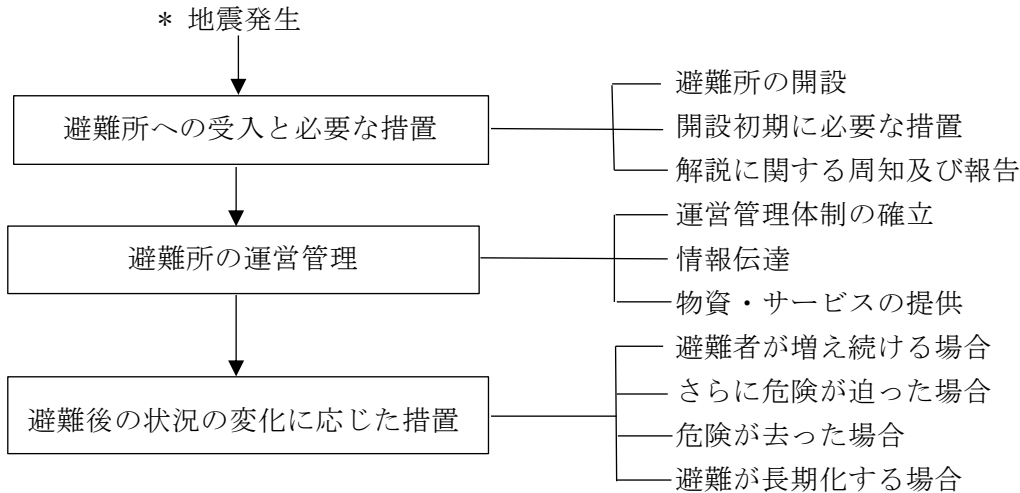 * 地震発生
避難所への受入と必要な措置
避難所の開設
開設初期に必要な措置
解説に関する周知及び報告
避難所の運営管理
運営管理体制の確立
情報伝達
物資・サービスの提供
避難後の状況の変化に応じた措置
避難者が増え続ける場合
さらに危険が迫った場合
危険が去った場合
避難が長期化する場合